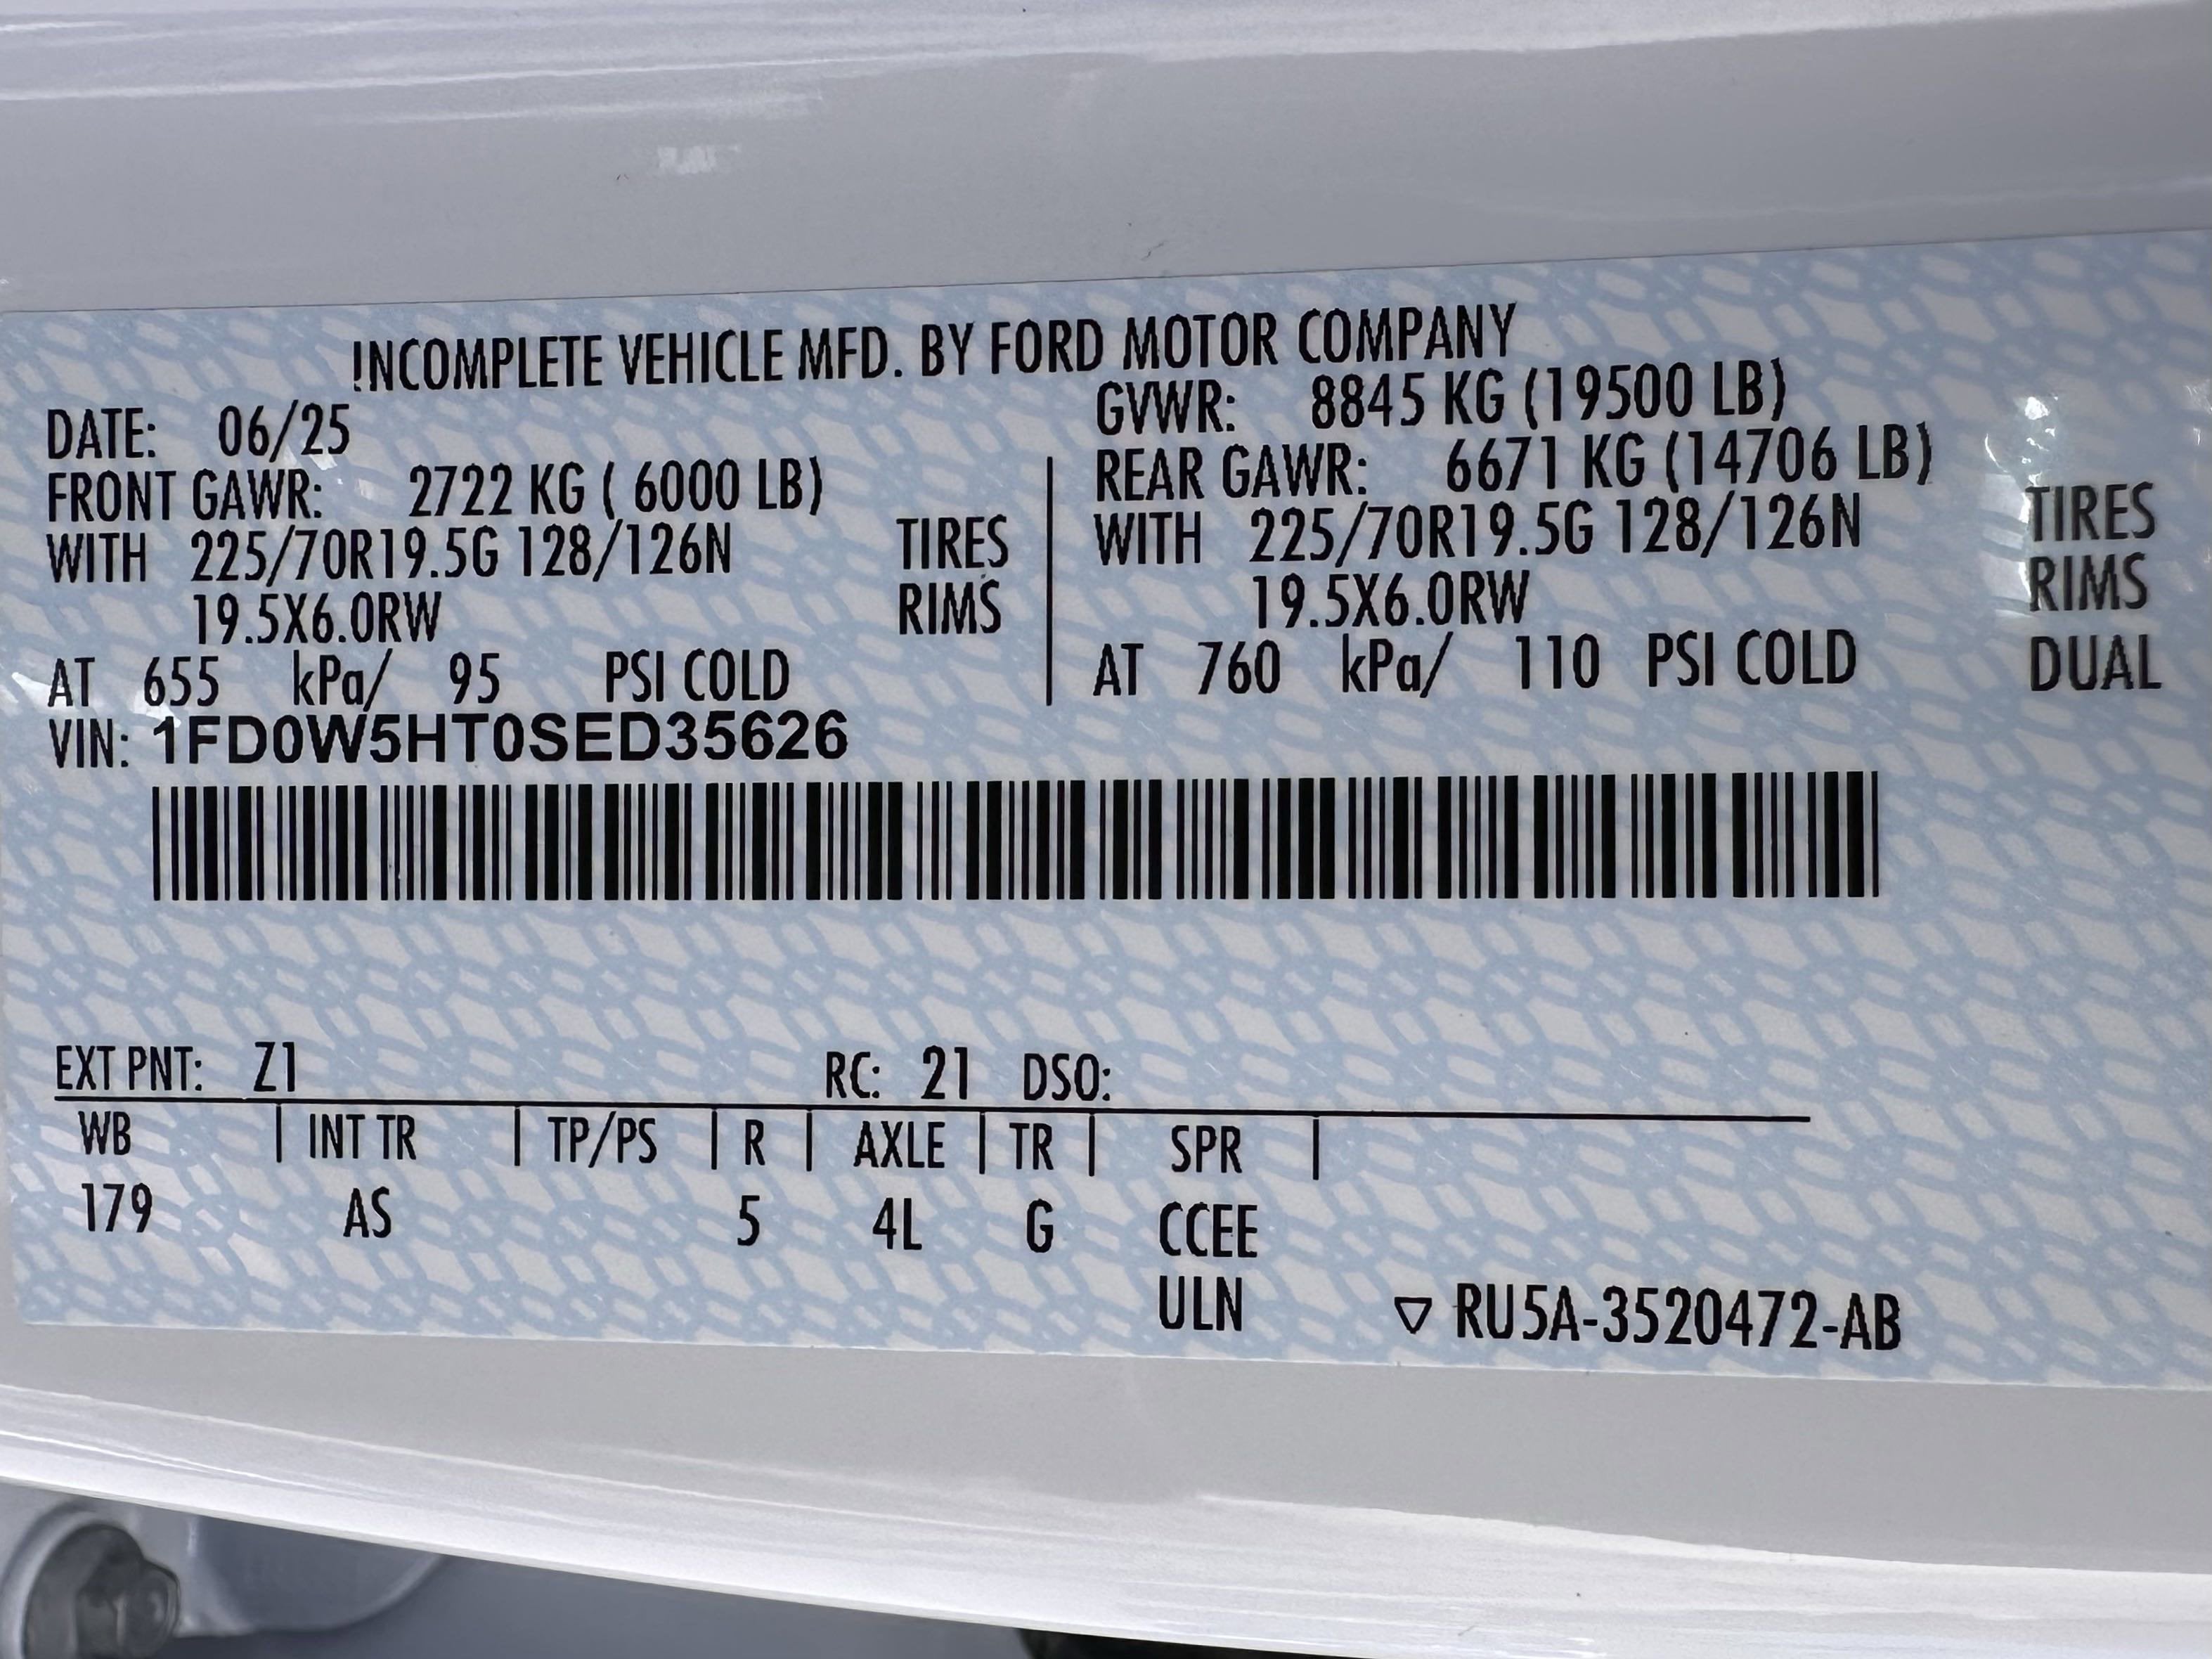 INCOMPLETE VEHICLE MFD. BY FORD MOTOR COMPANY
DATE: 06/25 GVWR: 8845 KG (19500 LB)
FRONT GAWR: 2722 KG ( 6000 LB) REAR GAWR: 6671 KG (14706 LB)
WITH 225/70R19.5G 128/126N TIRES WITH 225/70R19.5G 128/126N TIRES
19.5X6.0RW RIMS 19.5X6.0RW RIMS
AT 655 kPa/ 95 PSI COLD AT 760 kPa/ 110 PSI COLD DUAL
VIN: 1FD0W5HT0SED35626
EXT PNT: Z1 RC: 21 DSO:
WB | INT TR | TP/PS | R | AXLE | TR | SPR |
179 AS 5 4L G CCEE
ULN ▽ RU5A-3520472-AB